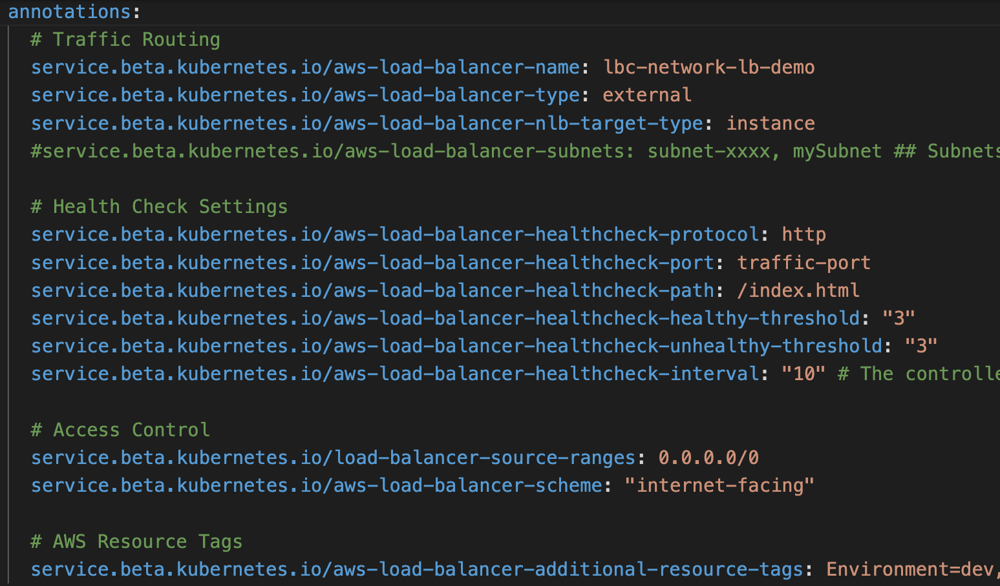 annotations:
# Traffic Routing
service.beta.kubernetes.io/aws-load-balancer-name: lbc-network-lb-demo
service.beta.kubernetes.io/aws-load-balancer-type: external
service.beta.kubernetes.io/aws-load-balancer-nlb-target-type: instance
#service.beta.kubernetes.io/aws-load-balancer-subnets: subnet-xxxx, mySubnet ## Subnets
# Health Check Settings
service.beta.kubernetes.io/aws-load-balancer-healthcheck-protocol: http
service.beta.kubernetes.io/aws-load-balancer-healthcheck-port: traffic-port
service.beta.kubernetes.io/aws-load-balancer-healthcheck-path: /index.html
service.beta.kubernetes.io/aws-load-balancer-healthcheck-healthy-threshold: "3"
service.beta.kubernetes.io/aws-load-balancer-healthcheck-unhealthy-threshold: "3"
service.beta.kubernetes.io/aws-load-balancer-healthcheck-interval: "10" # The controlle
# Access Control
service.beta.kubernetes.io/load-balancer-source-ranges: 0.0.0.0/0
service.beta.kubernetes.io/aws-load-balancer-scheme: "internet-facing"
# AWS Resource Tags
service.beta.kubernetes.io/aws-load-balancer-additional-resource-tags: Environment=dev,